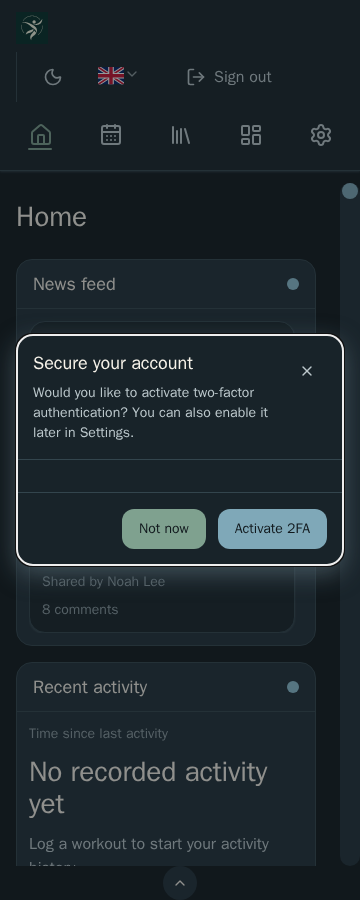 Sign out
Home
News feed
Secure your account
Would you like to activate two-factor
authentication? You can also enable it
later in Settings.
Not now
Activate 2FA
Shared by Noah Lee
8 comments
Recent activity
Time since last activity
No recorded activity
yet
Log a workout to start your activity
history.